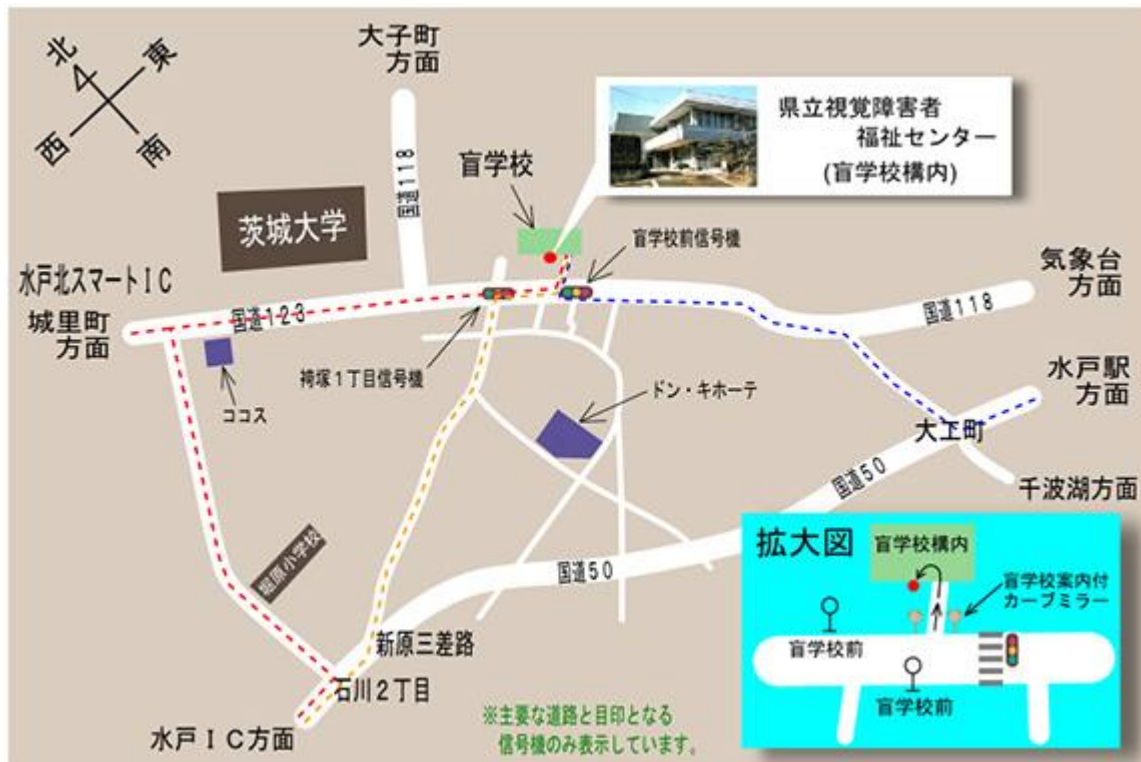 北
東
西
南
大子町
方面
国道118
盲学校
県立視覚障害者
福祉センター
(盲学校構内)
茨城大学
盲学校前信号機
水戸北スマートIC
城里町
方面
国道123
気象台
方面
国道118
袴塚1丁目信号機
ココス
ドン・キホーテ
水戸駅
方面
大工町
千波湖方面
国道50
国道50
堀原小学校
新原三差路
石川2丁目
水戸IC方面
※主要な道路と目印となる
信号機のみ表示しています。
拡大図
盲学校構内
盲学校案内付
カーブミラー
盲学校前
盲学校前